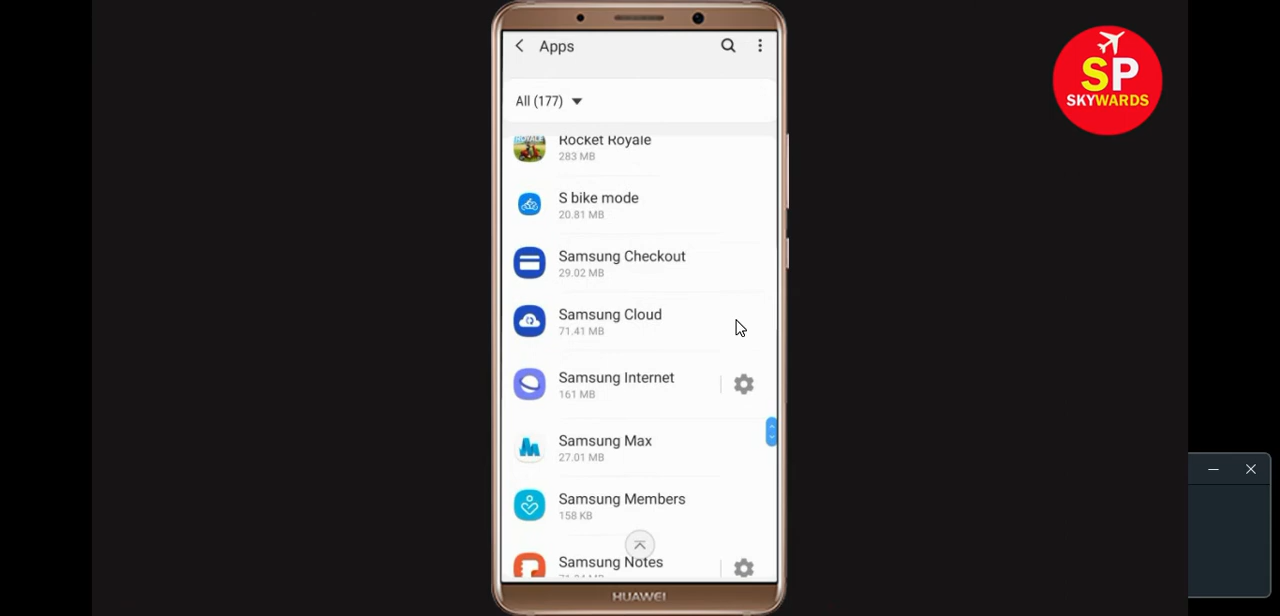 Apps
All (177)
Rocket Royale
283 MB
S bike mode
20.81 MB
Samsung Checkout
29.02 MB
Samsung Cloud
71.41 MB
Samsung Internet
161 MB
Samsung Max
27.01 MB
Samsung Members
158 KB
Samsung Notes
HUAWEI
SP
SKYWARDS